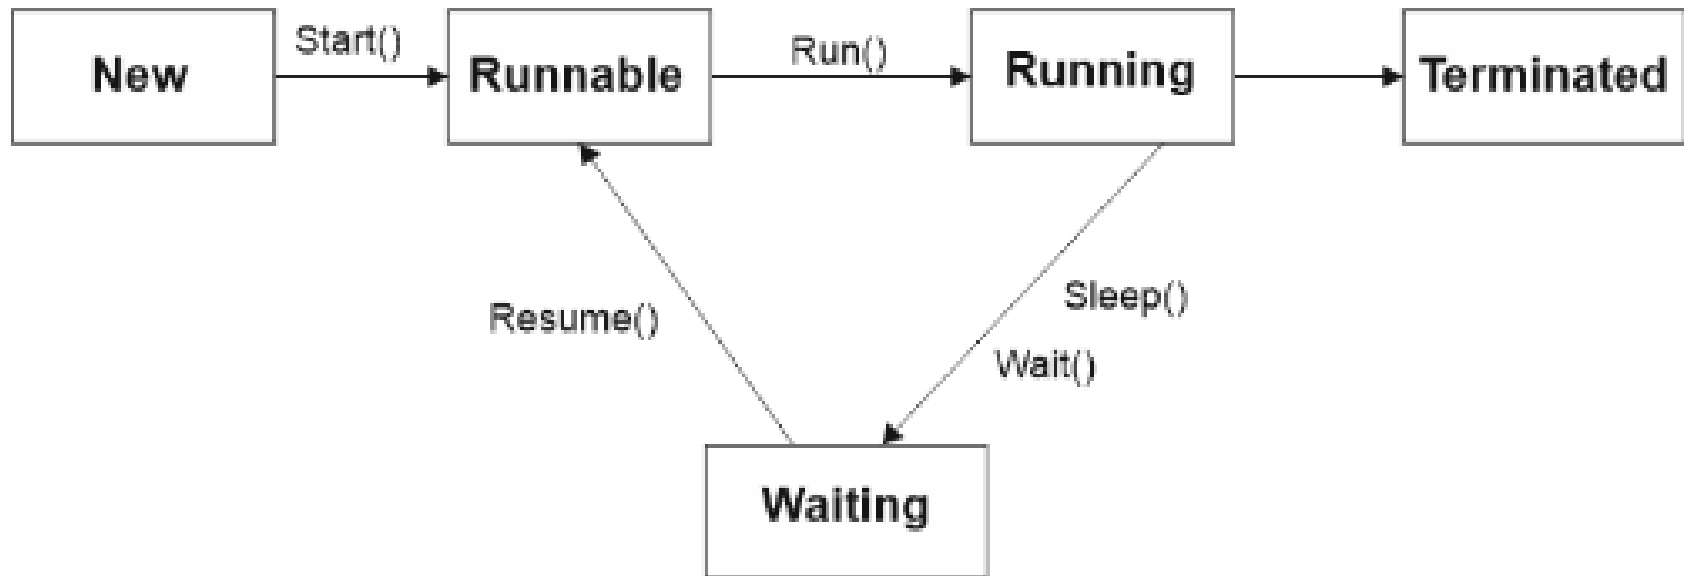 New
Start()
Runnable
Run()
Running
Terminated
Resume()
Sleep()
Wait()
Waiting